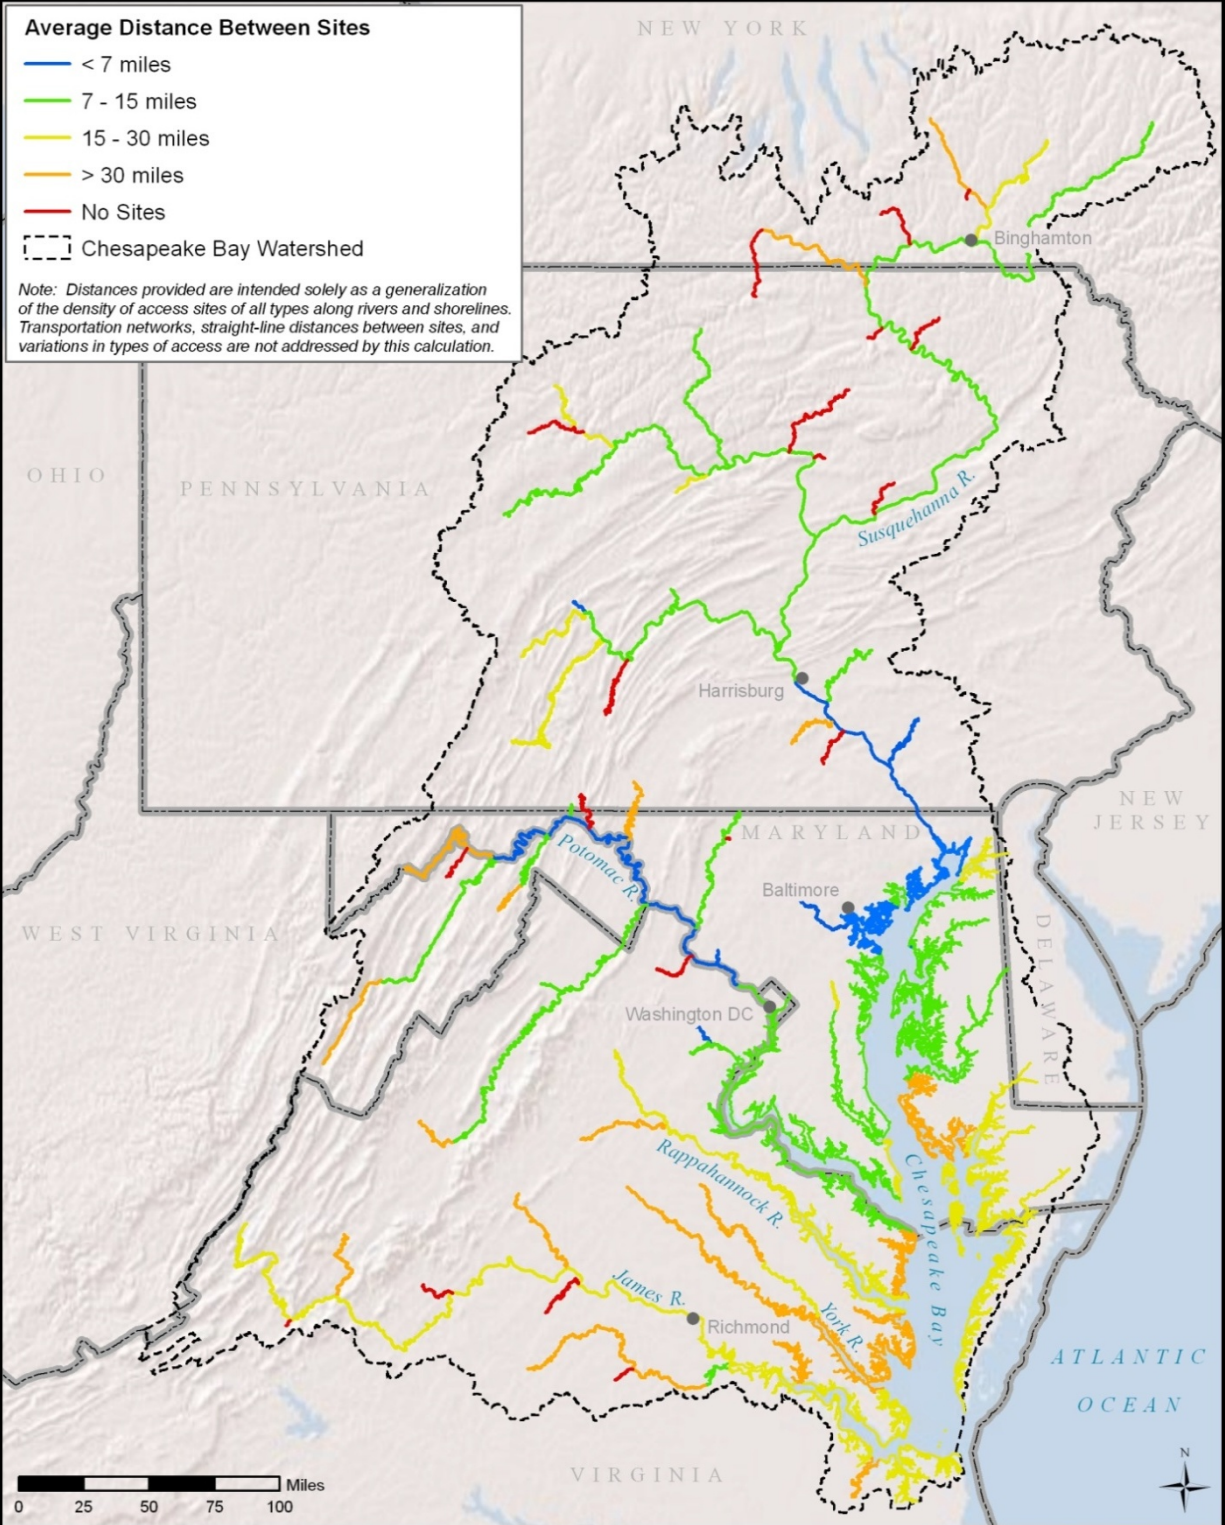 Average Distance Between Sites
< 7 miles
7 - 15 miles
15 - 30 miles
> 30 miles
No Sites
Chesapeake Bay Watershed
Note: Distances provided are intended solely as a generalization
of the density of access sites of all types along rivers and shorelines.
Transportation networks, straight-line distances between sites, and
variations in types of access are not addressed by this calculation.
NEW YORK
Binghamton
OHIO
PENNSYLVANIA
Susquehanna R.
Harrisburg
NEW
JERSEY
MARYLAND
Potomac R.
Baltimore
WEST VIRGINIA
DELAWARE
Washington DC
Rappahannock R.
Chesapeake Bay
James R.
York R.
Richmond
ATLANTIC
OCEAN
VIRGINIA
N
Miles
0 25 50 75 100